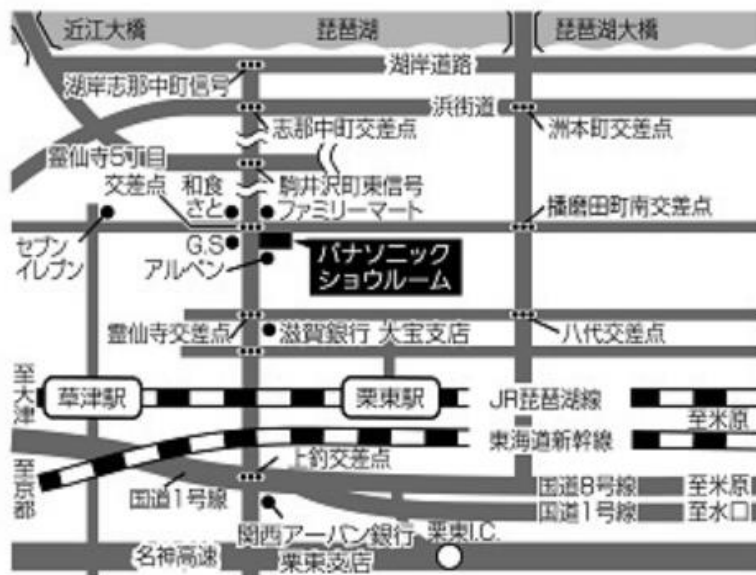 近江大橋
琵琶湖
琵琶湖大橋
湖岸道路
湖岸志那中町信号
浜街道
志那中町交差点
洲本町交差点
霊仙寺5丁目
交差点
駒井沢町東信号
和食
さと
ファミリーマート
播磨田町南交差点
セブン
イレブン
G.S
アルペン
パナソニック
ショウルーム
霊仙寺交差点
滋賀銀行 大宝支店
八代交差点
至大津
草津駅
栗東駅
JR琵琶湖線
至米原
東海道新幹線
至京都
上鈎交差点
国道1号線
国道8号線
至米原
国道1号線
至水口
関西アーバン銀行
栗東支店
栗東I.C.
名神高速